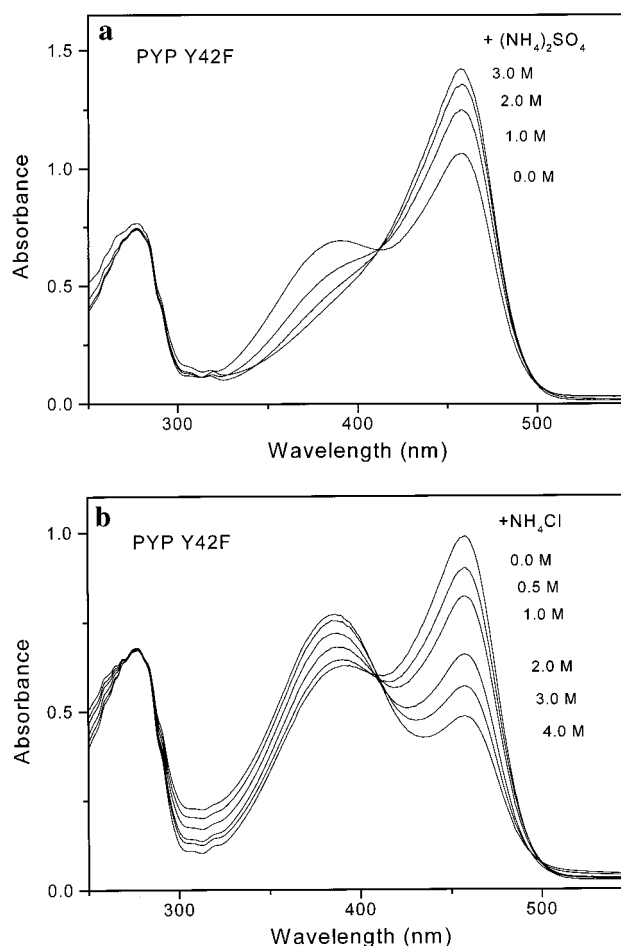 a
PYP Y42F
+ (NH₄)₂SO₄
3.0 M
2.0 M
1.0 M
0.0 M
1.5
1.0
0.5
0.0
Absorbance
300
400
500
Wavelength (nm)
b
PYP Y42F
+NH₄Cl
0.0 M
0.5 M
1.0 M
2.0 M
3.0 M
4.0 M
1.0
0.5
0.0
Absorbance
300
400
500
Wavelength (nm)